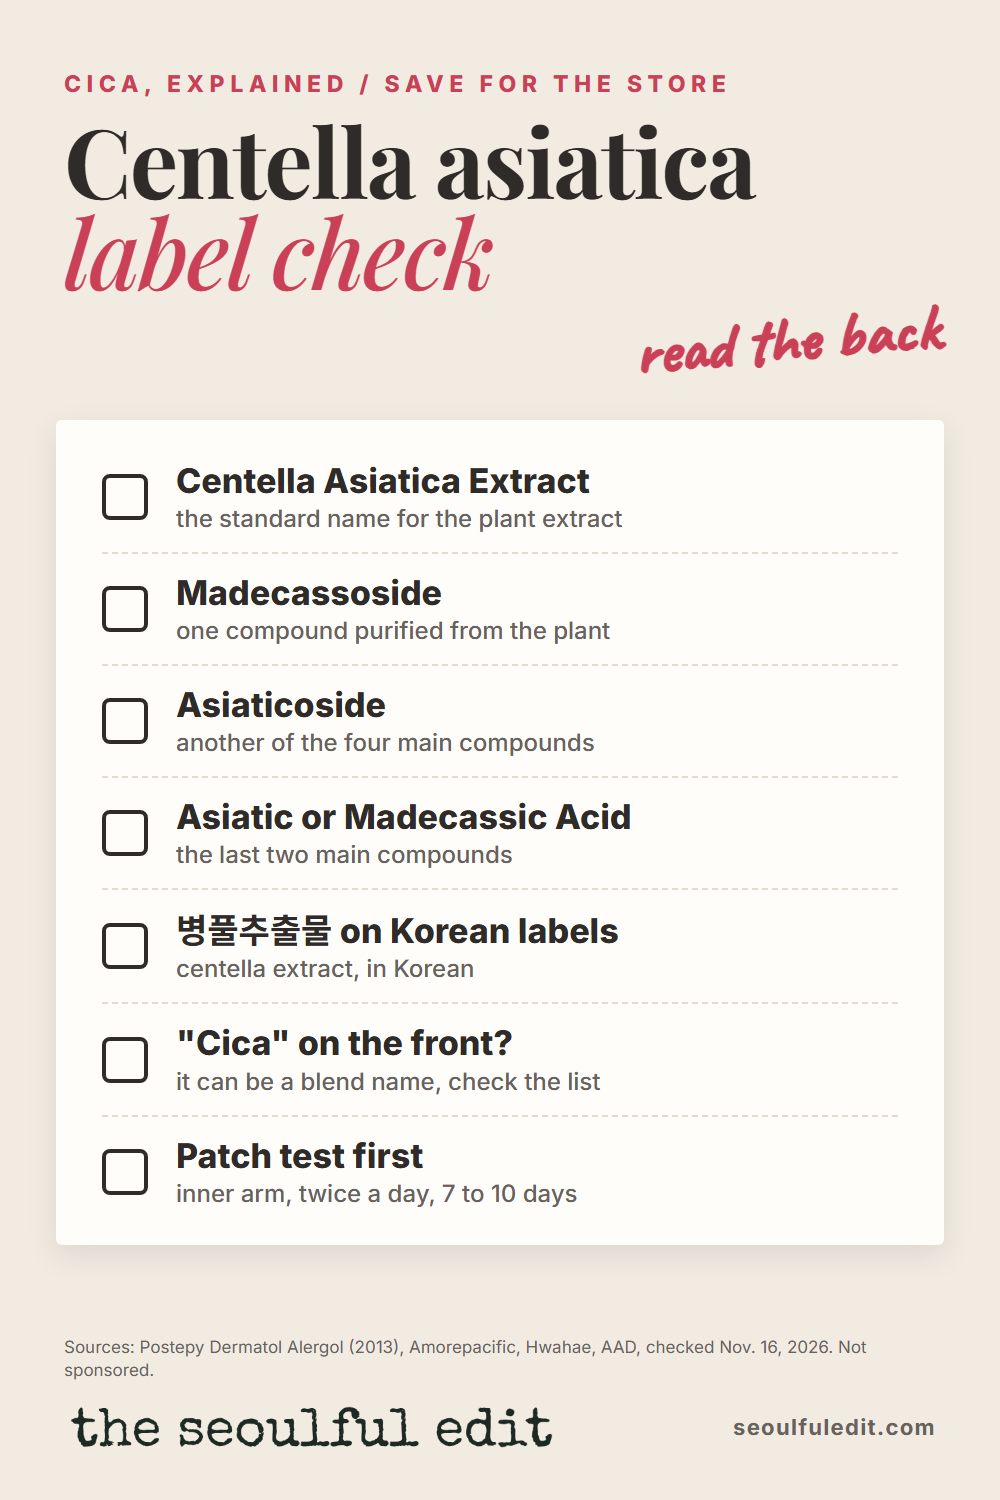 CICA, EXPLAINED / SAVE FOR THE STORE
Centella asiatica
label check
read the back
Centella Asiatica Extract
the standard name for the plant extract
Madecassoside
one compound purified from the plant
Asiaticoside
another of the four main compounds
Asiatic or Madecassic Acid
the last two main compounds
병풀추출물 on Korean labels
centella extract, in Korean
"Cica" on the front?
it can be a blend name, check the list
Patch test first
inner arm, twice a day, 7 to 10 days
Sources: Postepy Dermatol Alergol (2013), Amorepacific, Hwahae, AAD, checked Nov. 16, 2026. Not
sponsored.
the seoulful edit
seoulfuledit.com